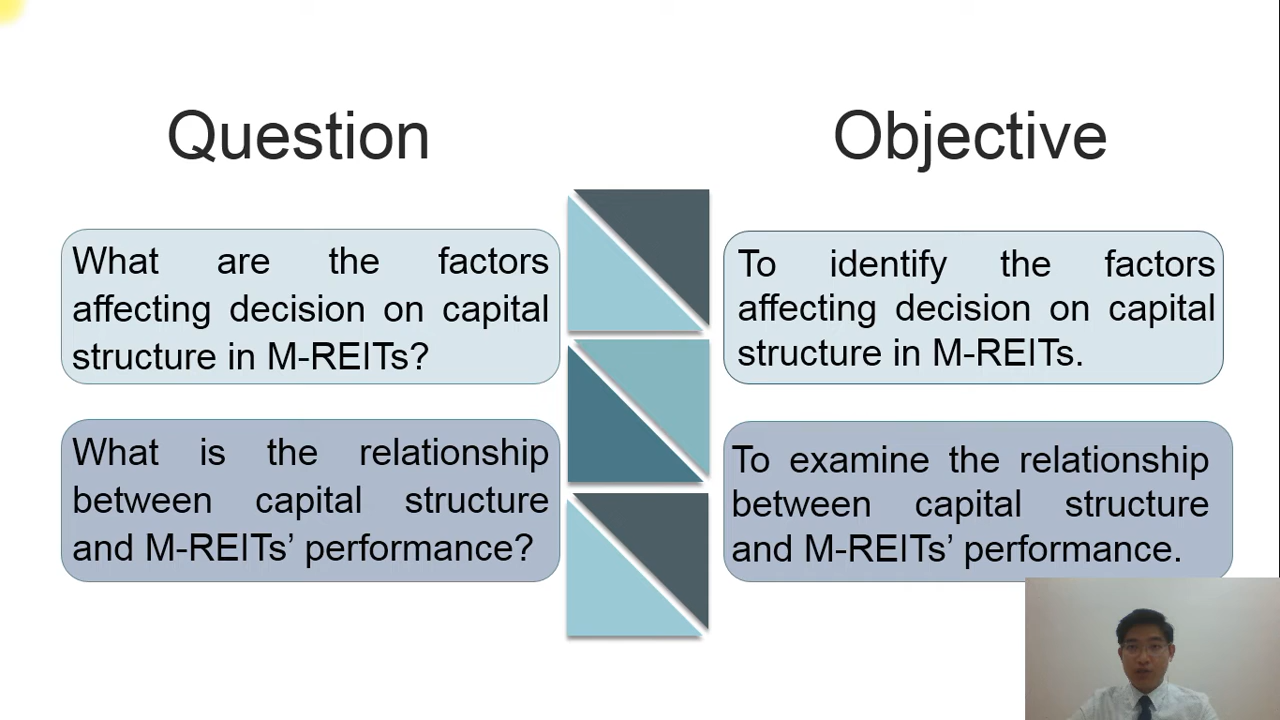 Question
What are the factors
affecting decision on capital
structure in M-REITs?
What is the relationship
between capital structure
and M-REITs’ performance?
Objective
To identify the factors
affecting decision on capital
structure in M-REITs.
To examine the relationship
between capital structure
and M-REITs’ performance.